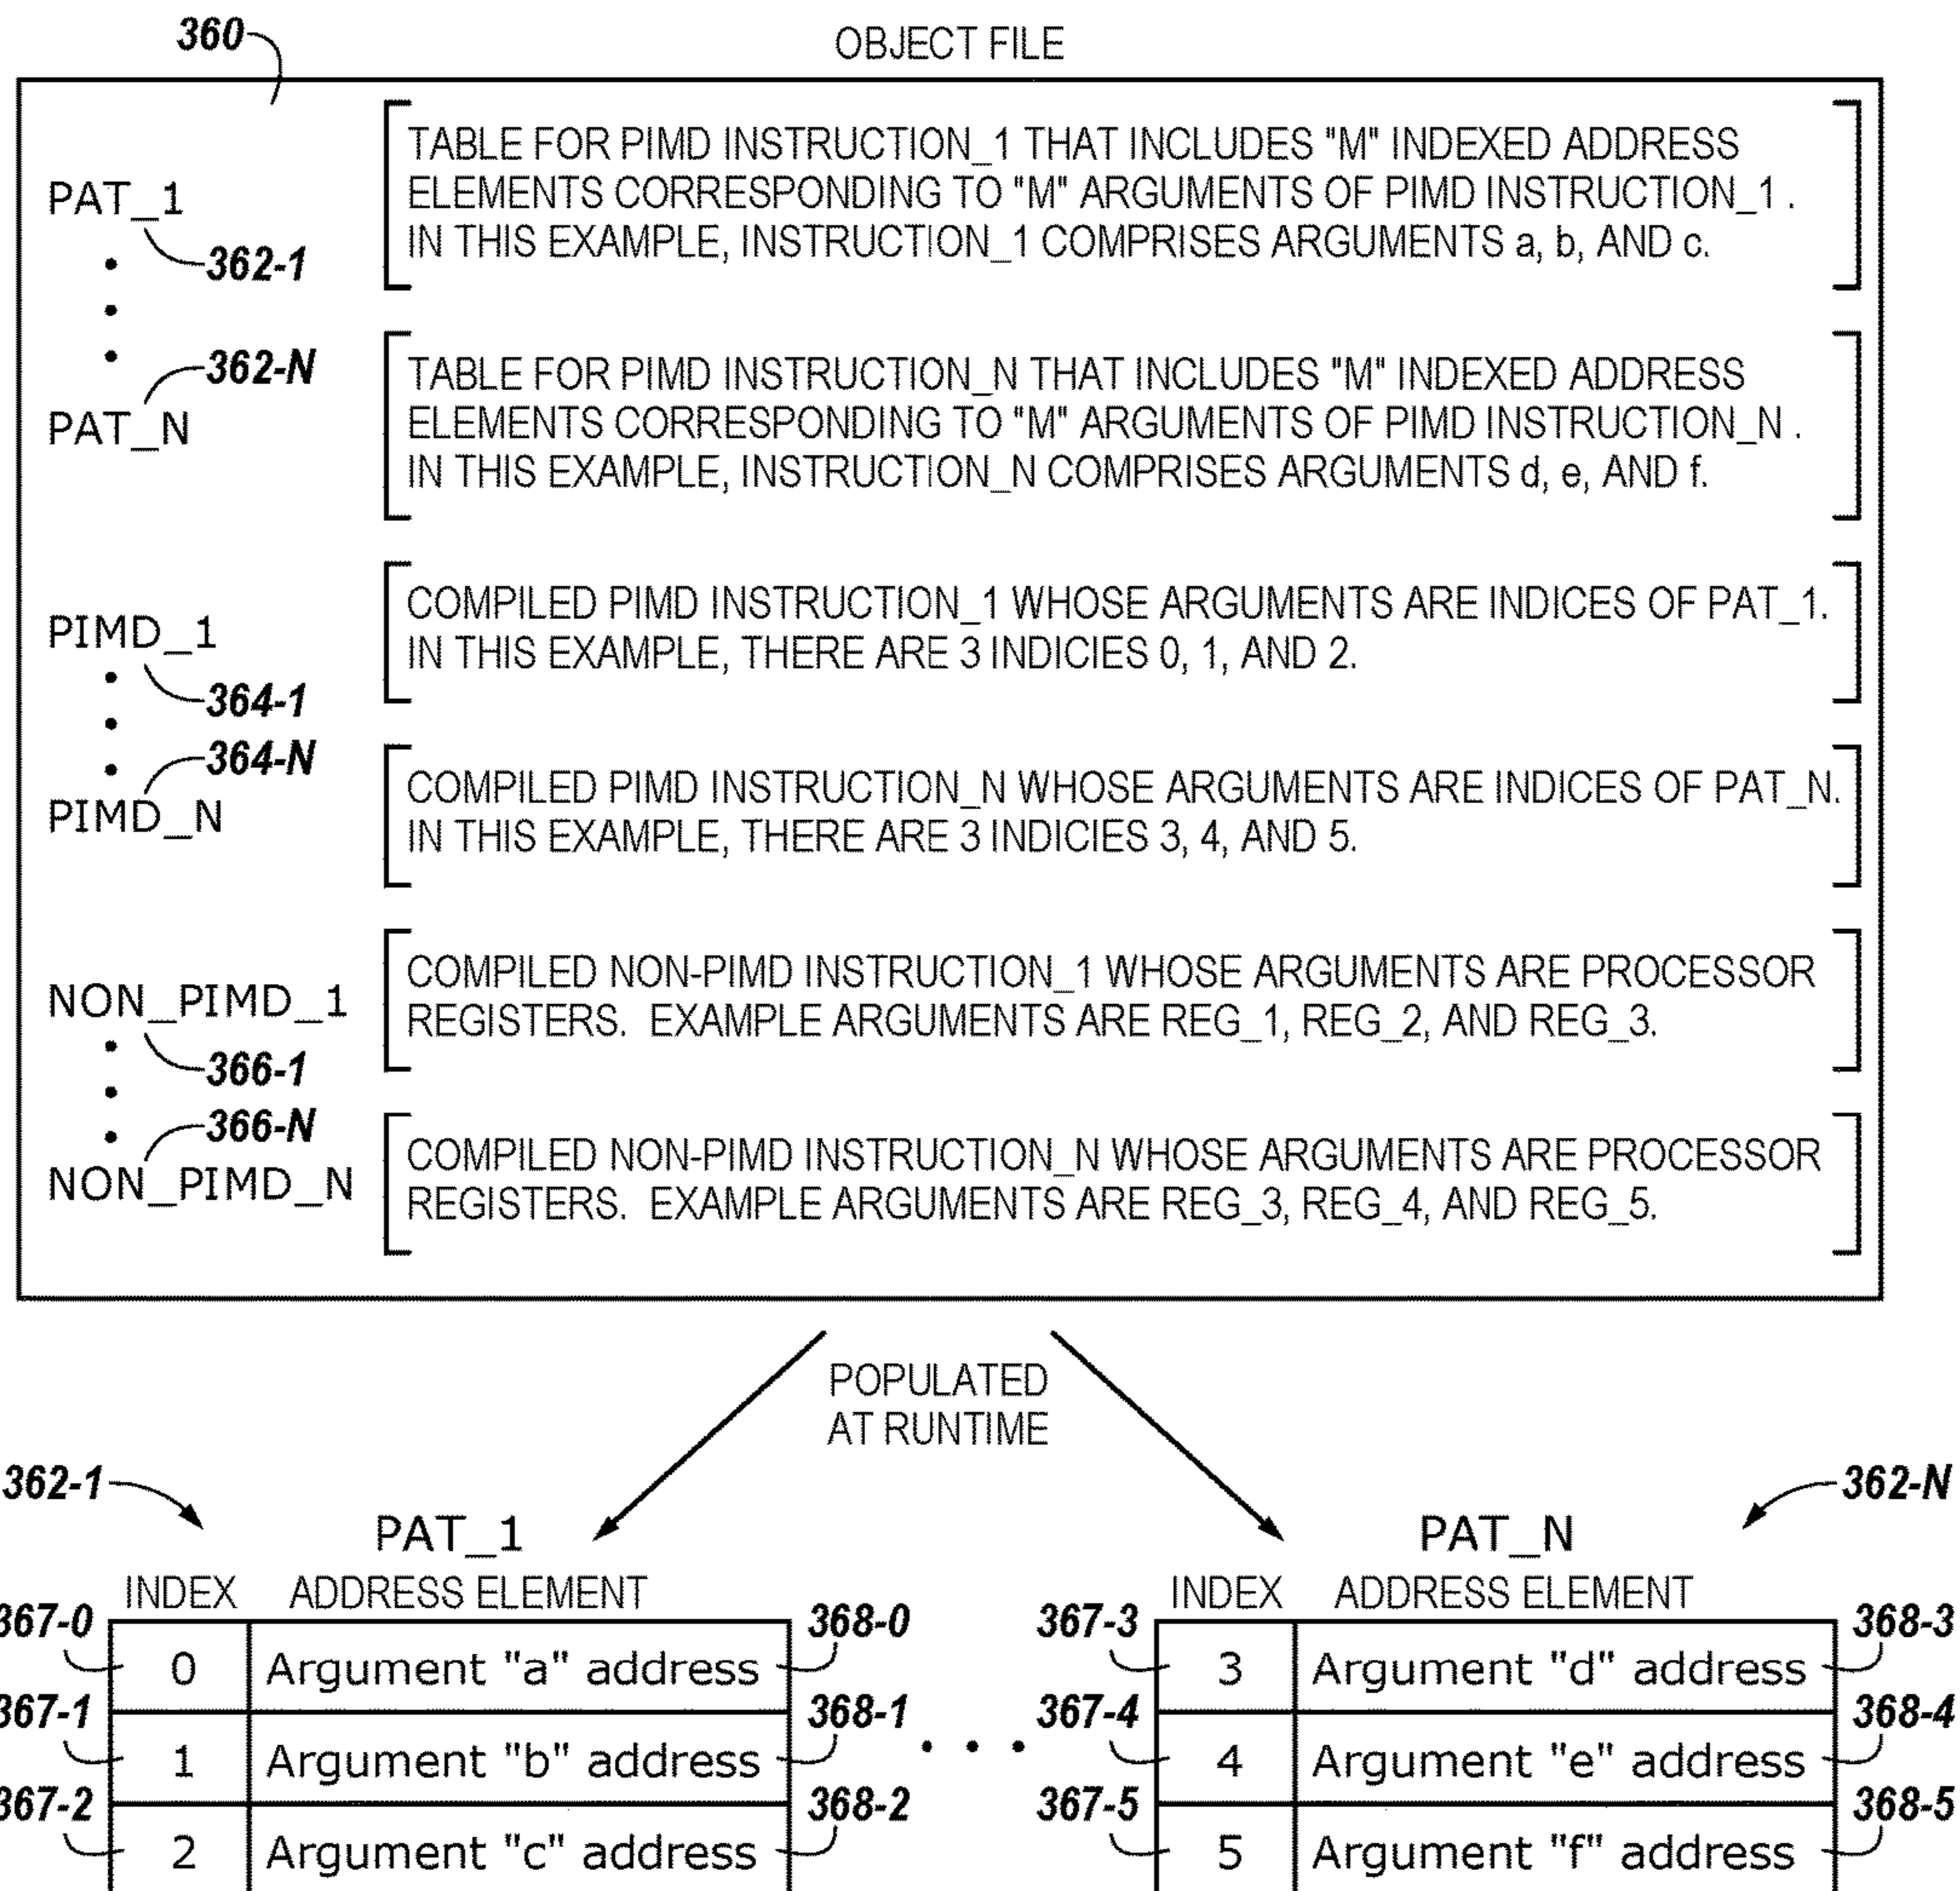 360
OBJECT FILE
TABLE FOR PIMD INSTRUCTION_1 THAT INCLUDES "M" INDEXED ADDRESS
ELEMENTS CORRESPONDING TO "M" ARGUMENTS OF PIMD INSTRUCTION_1 .
IN THIS EXAMPLE, INSTRUCTION_1 COMPRISES ARGUMENTS a, b, AND c.
PAT_1
362-1
362-N
PAT_N
TABLE FOR PIMD INSTRUCTION_N THAT INCLUDES "M" INDEXED ADDRESS
ELEMENTS CORRESPONDING TO "M" ARGUMENTS OF PIMD INSTRUCTION_N .
IN THIS EXAMPLE, INSTRUCTION_N COMPRISES ARGUMENTS d, e, AND f.
PIMD_1
364-1
COMPILED PIMD INSTRUCTION_1 WHOSE ARGUMENTS ARE INDICES OF PAT_1.
IN THIS EXAMPLE, THERE ARE 3 INDICIES 0, 1, AND 2.
364-N
PIMD_N
COMPILED PIMD INSTRUCTION_N WHOSE ARGUMENTS ARE INDICES OF PAT_N.
IN THIS EXAMPLE, THERE ARE 3 INDICIES 3, 4, AND 5.
NON_PIMD_1
366-1
COMPILED NON-PIMD INSTRUCTION_1 WHOSE ARGUMENTS ARE PROCESSOR
REGISTERS. EXAMPLE ARGUMENTS ARE REG_1, REG_2, AND REG_3.
366-N
NON_PIMD_N
COMPILED NON-PIMD INSTRUCTION_N WHOSE ARGUMENTS ARE PROCESSOR
REGISTERS. EXAMPLE ARGUMENTS ARE REG_3, REG_4, AND REG_5.
POPULATED
AT RUNTIME
362-1
PAT_1
INDEX ADDRESS ELEMENT
367-0 0 Argument "a" address 368-0
367-1 1 Argument "b" address 368-1
367-2 2 Argument "c" address 368-2
362-N
PAT_N
INDEX ADDRESS ELEMENT
367-3 3 Argument "d" address 368-3
367-4 4 Argument "e" address 368-4
367-5 5 Argument "f" address 368-5